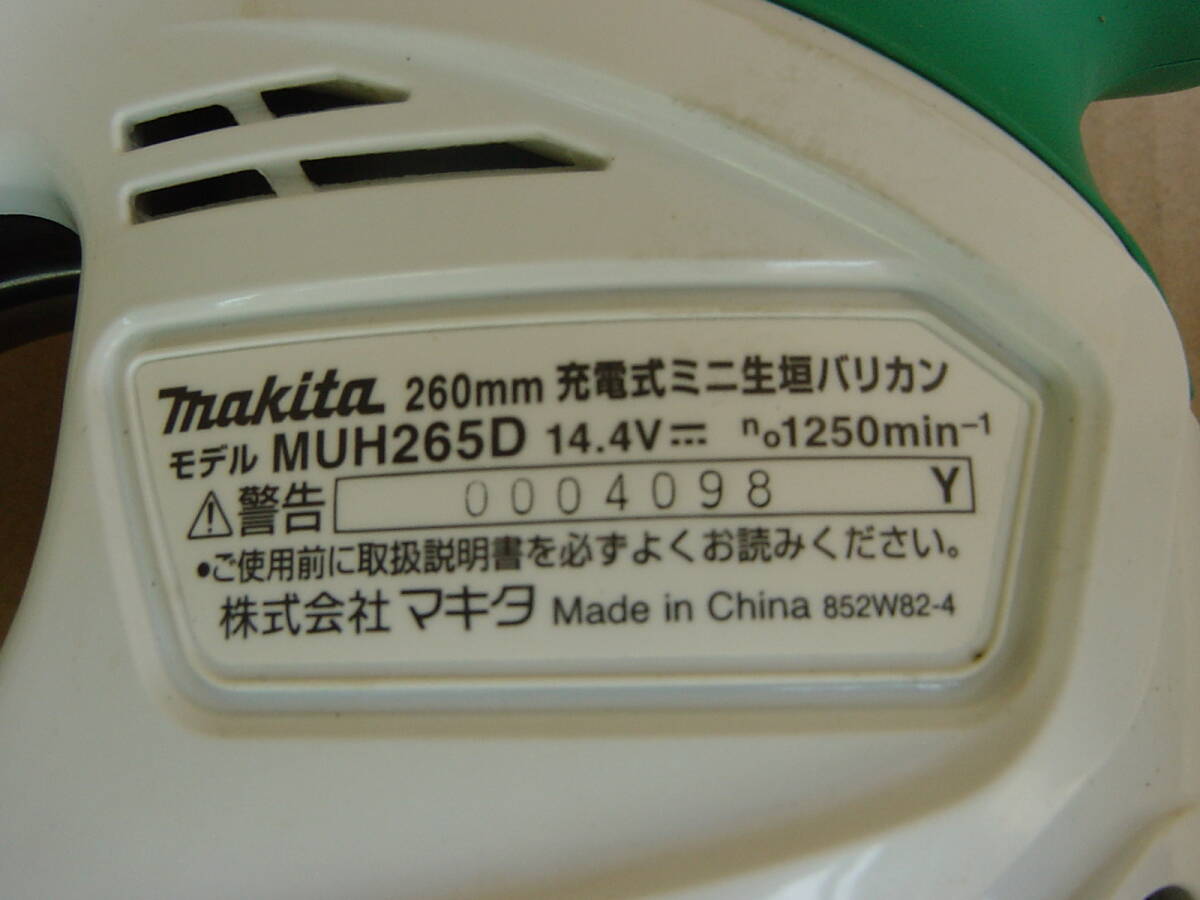 makita 260mm 充電式ミニ生垣バリカン
モデル MUH265D 14.4V⎓ n₀1250min⁻¹
⚠警告 0004098 Y
●ご使用前に取扱説明書を必ずよくお読みください。
株式会社 マキタ Made in China 852W82-4